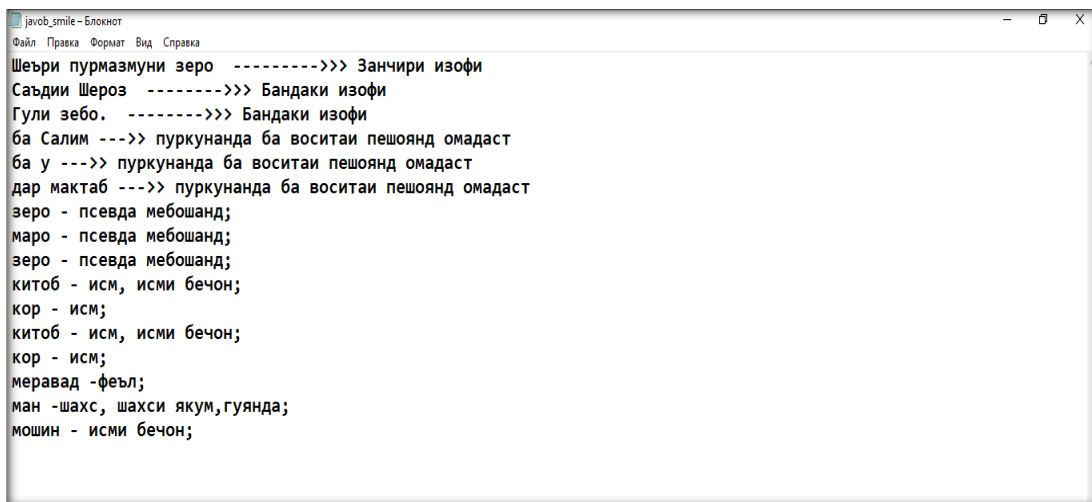 javob_smile – Блокнот
Файл Правка Формат Вид Справка
Шеъри пурмазмуни зеро --------->>> Занчири изофи
Саъдии Шероз -------->>> Бандаки изофи
Гули зебо. -------->>> Бандаки изофи
ба Салим --->> пуркунанда ба воситаи пешоянд омадаст
ба у --->> пуркунанда ба воситаи пешоянд омадаст
дар мактаб --->> пуркунанда ба воситаи пешоянд омадаст
зеро - псевда мебошанд;
маро - псевда мебошанд;
зеро - псевда мебошанд;
китоб - исм, исми бечон;
кор - исм;
китоб - исм, исми бечон;
кор - исм;
меравад -феъл;
ман -шахс, шахси якум,гуянда;
мошин - исми бечон;